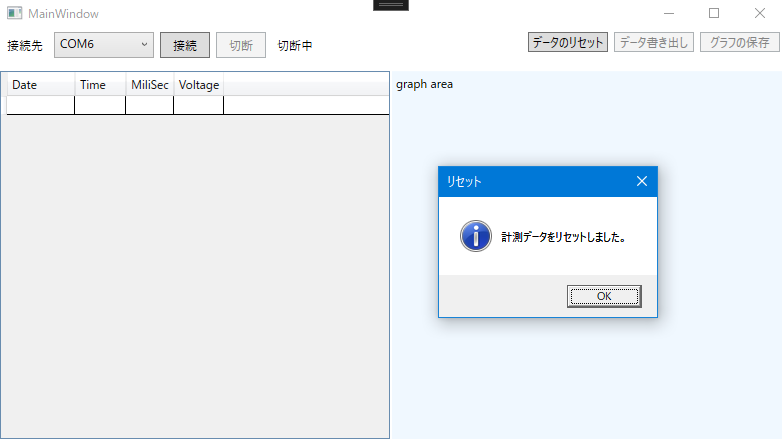 MainWindow
接続先 COM6 接続 切断 切断中 データのリセット データ書き出し グラフの保存
Date Time MiliSec Voltage
graph area
リセット
計測データをリセットしました。
OK